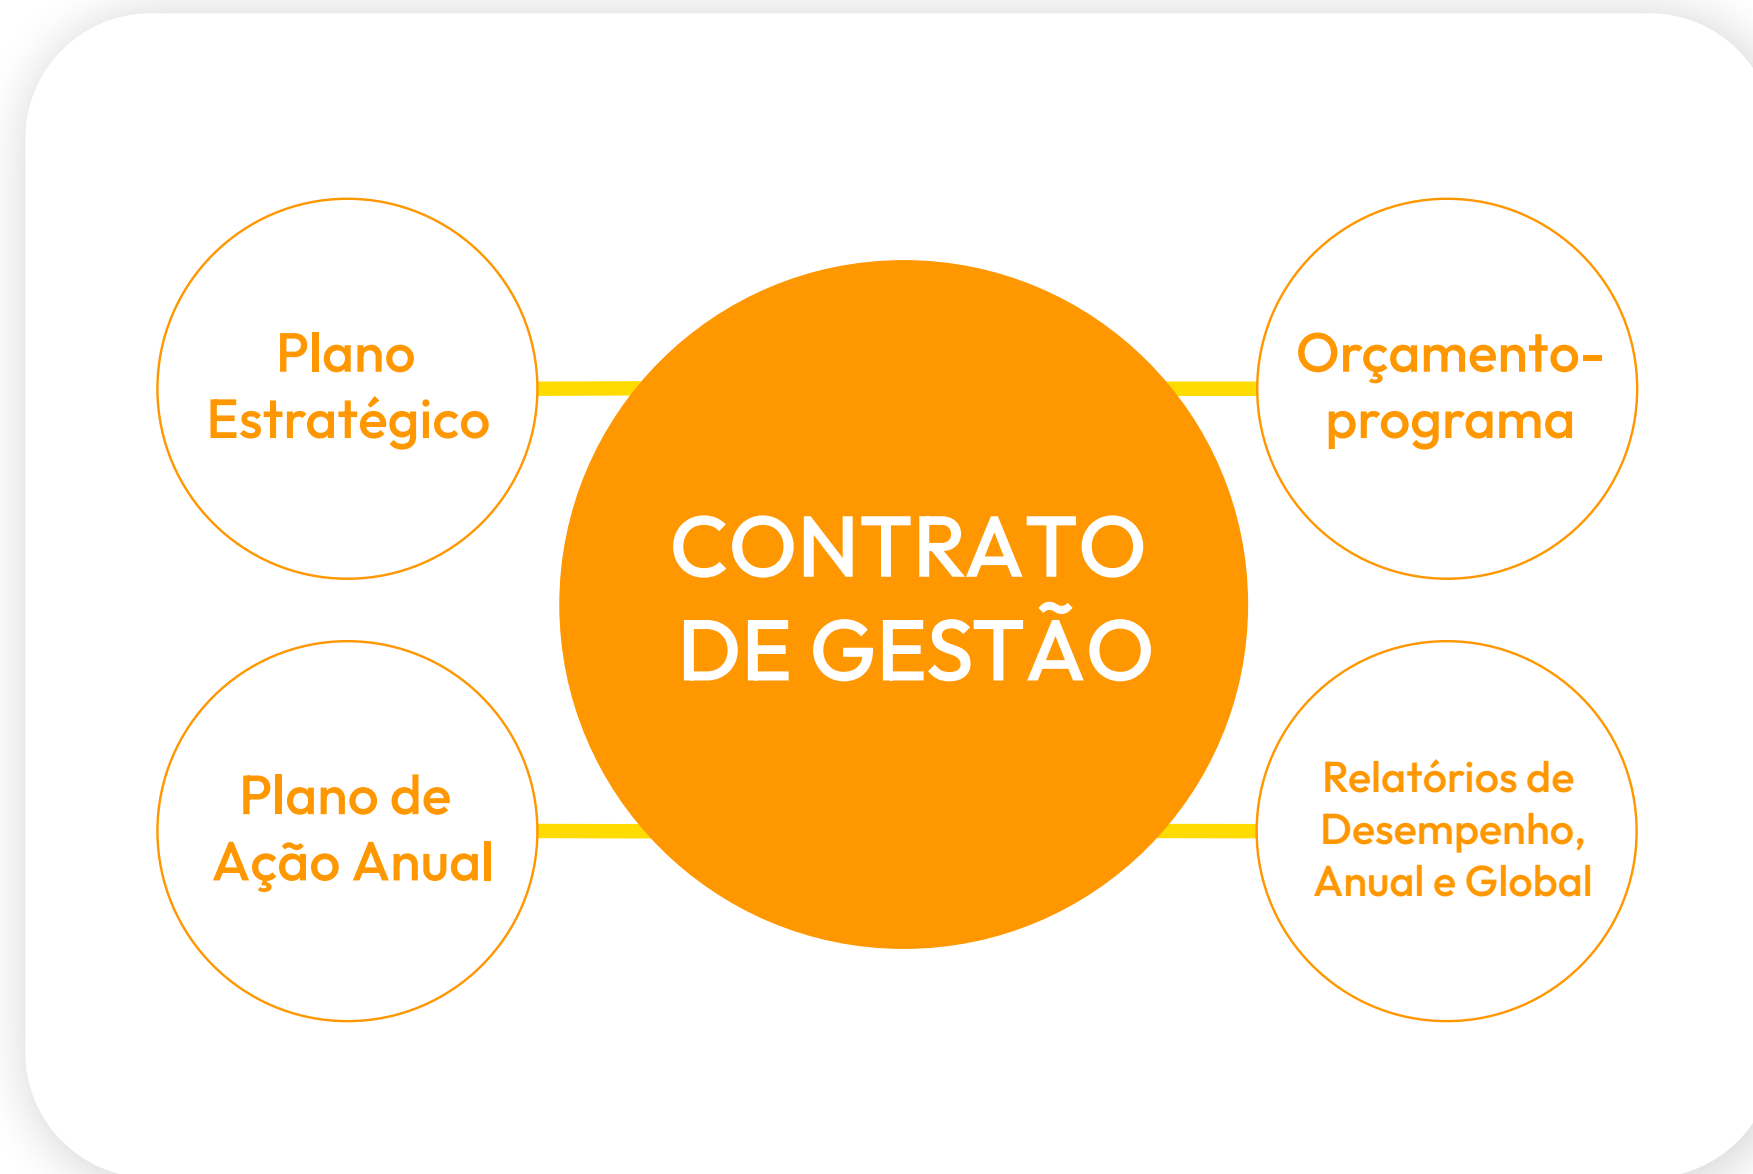 Plano
Estratégico
Orçamento-
programa
CONTRATO
DE GESTÃO
Plano de
Ação Anual
Relatórios de
Desempenho,
Anual e Global